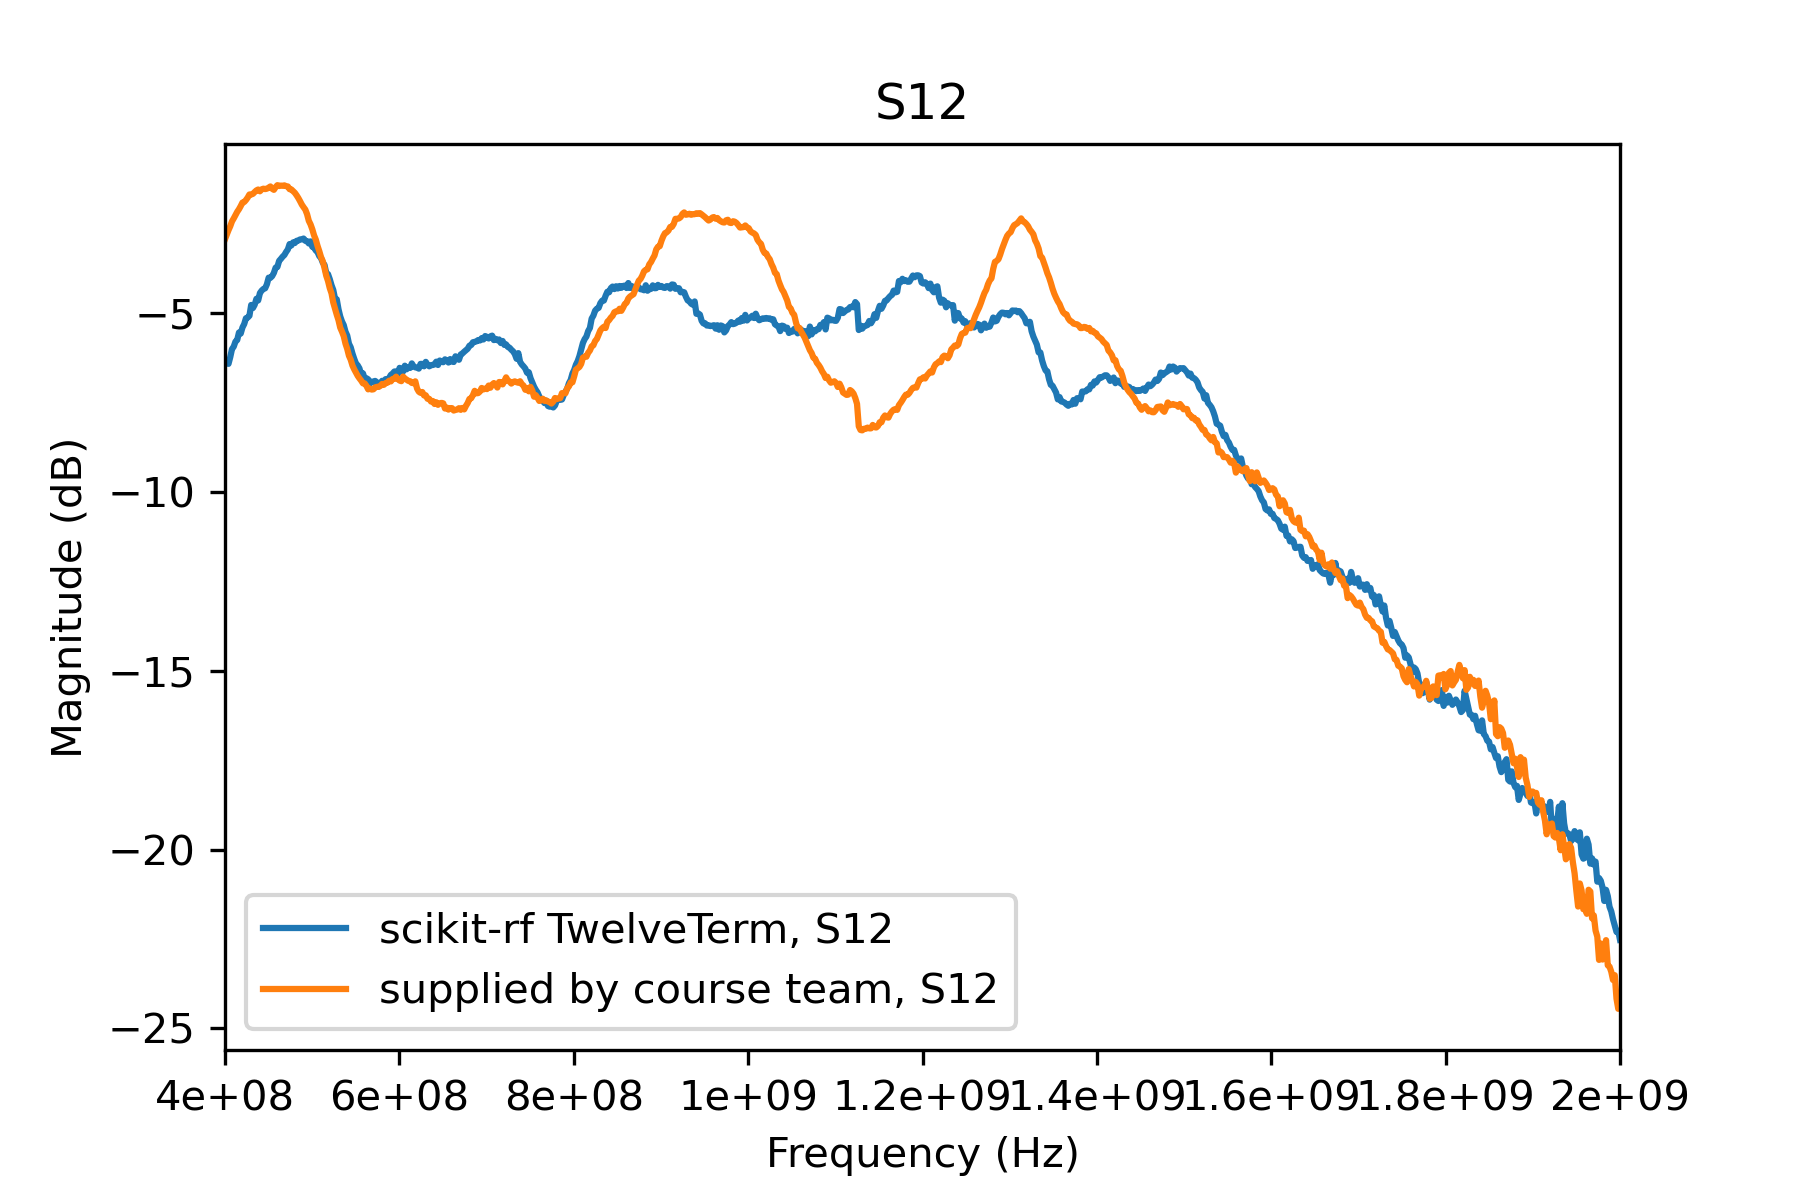 S12
Magnitude (dB)
−5
−10
−15
−20
−25
scikit-rf TwelveTerm, S12
supplied by course team, S12
4e+08 6e+08 8e+08 1e+09 1.2e+09 1.4e+09 1.6e+09 1.8e+09 2e+09
Frequency (Hz)